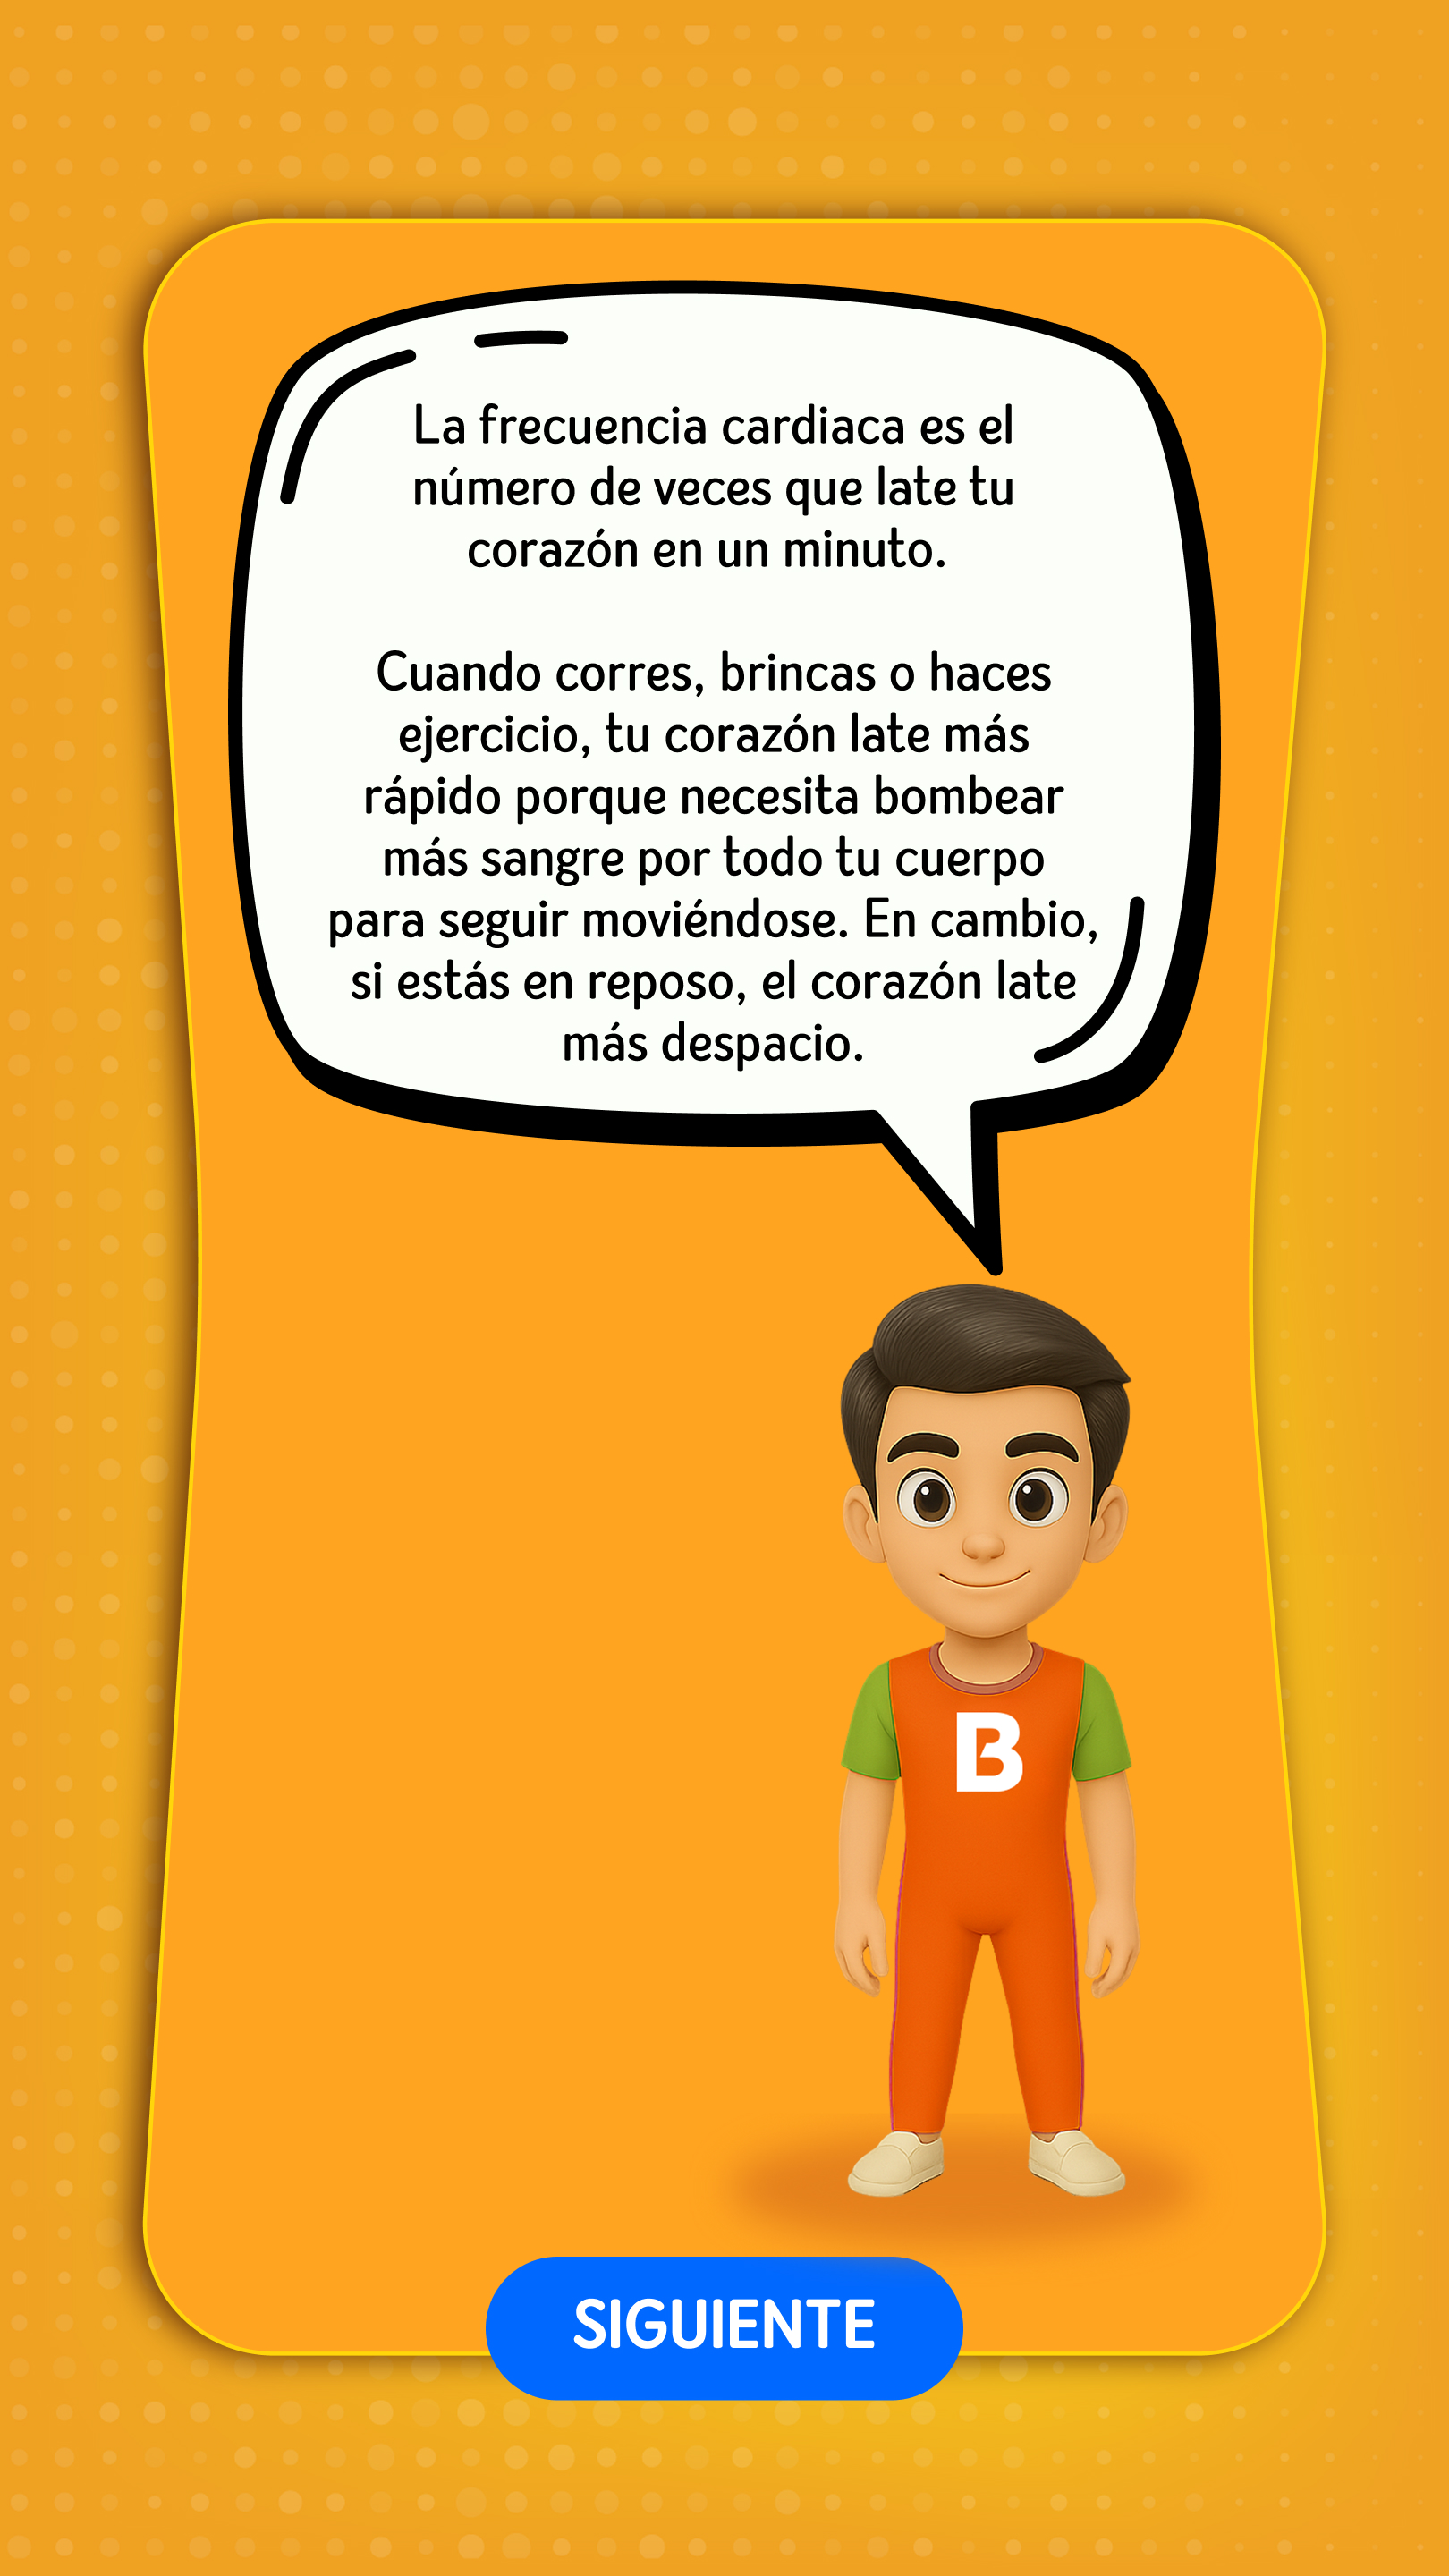 La frecuencia cardiaca es el
número de veces que late tu
corazón en un minuto.
Cuando corres, brincas o haces
ejercicio, tu corazón late más
rápido porque necesita bombear
más sangre por todo tu cuerpo
para seguir moviéndose. En cambio,
si estás en reposo, el corazón late
más despacio.
B
SIGUIENTE